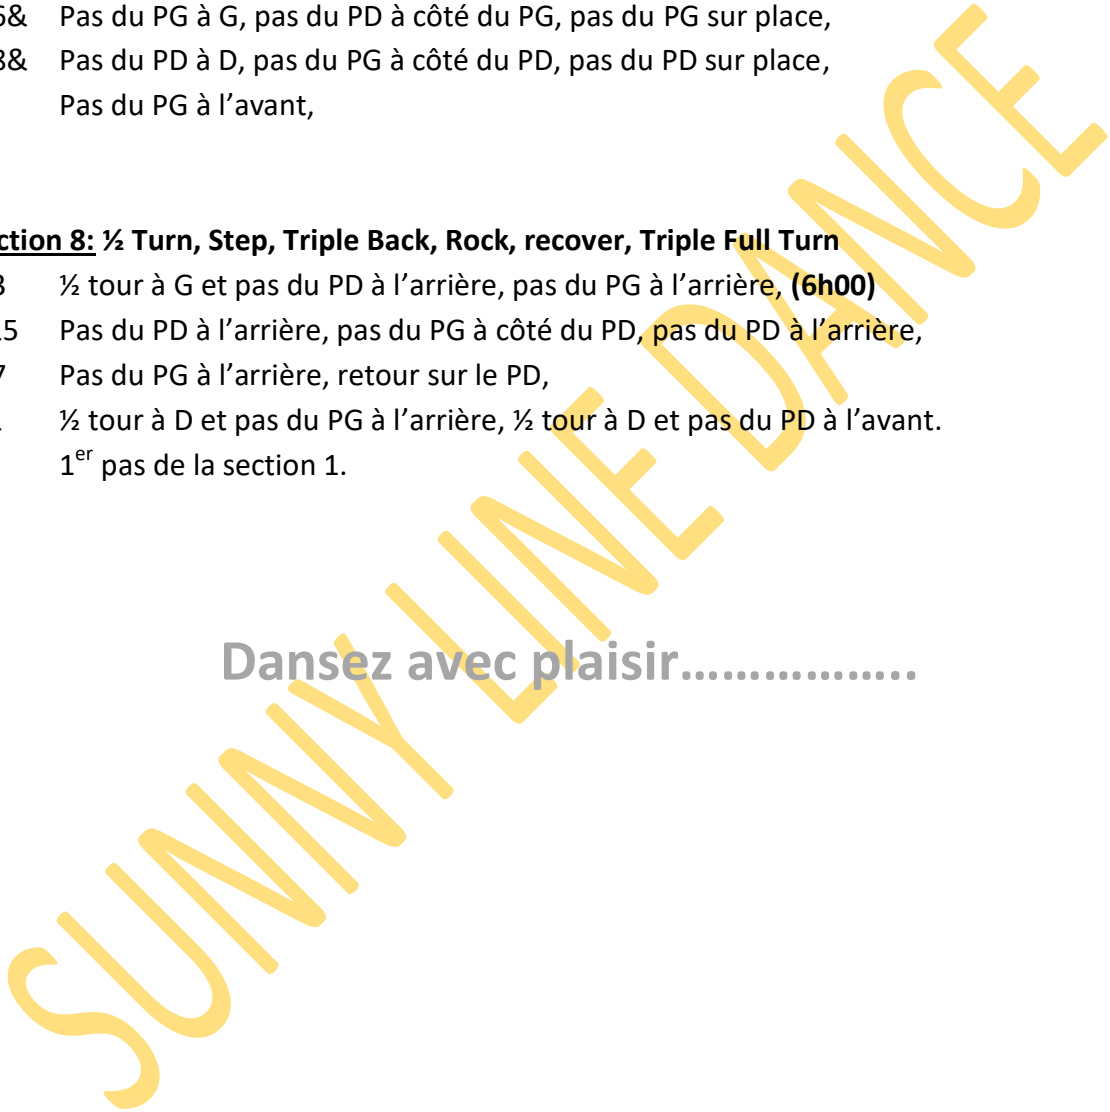 6& Pas du PG à G, pas du PD à côté du PG, pas du PG sur place,
8& Pas du PD à D, pas du PG à côté du PD, pas du PD sur place,
Pas du PG à l’avant,
ction 8: ½ Turn, Step, Triple Back, Rock, recover, Triple Full Turn
3 ½ tour à G et pas du PD à l’arrière, pas du PG à l’arrière, (6h00)
5 Pas du PD à l’arrière, pas du PG à côté du PD, pas du PD à l’arrière,
7 Pas du PG à l’arrière, retour sur le PD,
½ tour à D et pas du PG à l’arrière, ½ tour à D et pas du PD à l’avant.
1er pas de la section 1.
Dansez avec plaisir……………..
SUNNY LINE DANCE